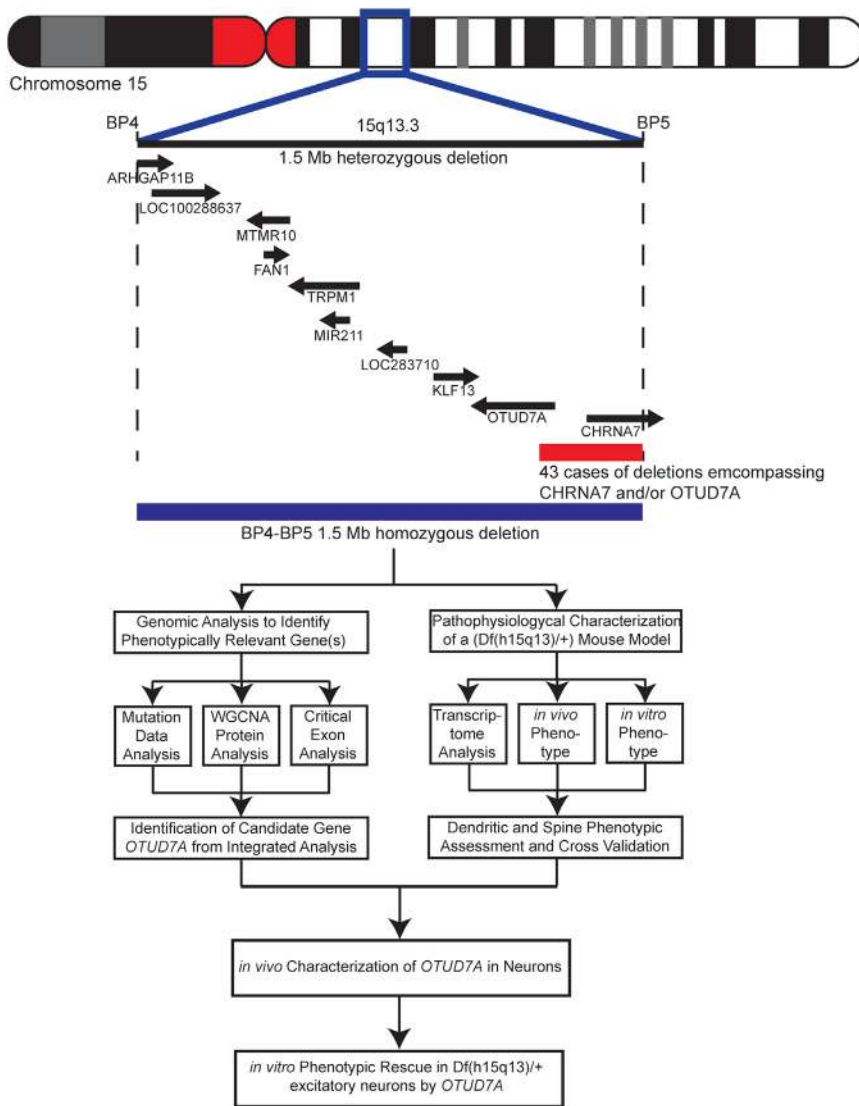 Chromosome 15
BP4
15q13.3
BP5
1.5 Mb heterozygous deletion
ARHGAP11B
LOC100288637
MTMR10
FAN1
TRPM1
MIR211
LOC283710
KLF13
OTUD7A
CHRNA7
43 cases of deletions emcompassing
CHRNA7 and/or OTUD7A
BP4-BP5 1.5 Mb homozygous deletion
Genomic Analysis to Identify
Phenotypically Relevant Gene(s)
Pathophysiologycal Characterization
of a (Df(h15q13)/+) Mouse Model
Mutation
Data
Analysis
WGCNA
Protein
Analysis
Critical
Exon
Analysis
Transcrip-
tome
Analysis
in vivo
Pheno-
type
in vitro
Pheno-
type
Identification of Candidate Gene
OTUD7A from Integrated Analysis
Dendritic and Spine Phenotypic
Assessment and Cross Validation
in vivo Characterization of OTUD7A in Neurons
in vitro Phenotypic Rescue in Df(h15q13)/+
excitatory neurons by OTUD7A